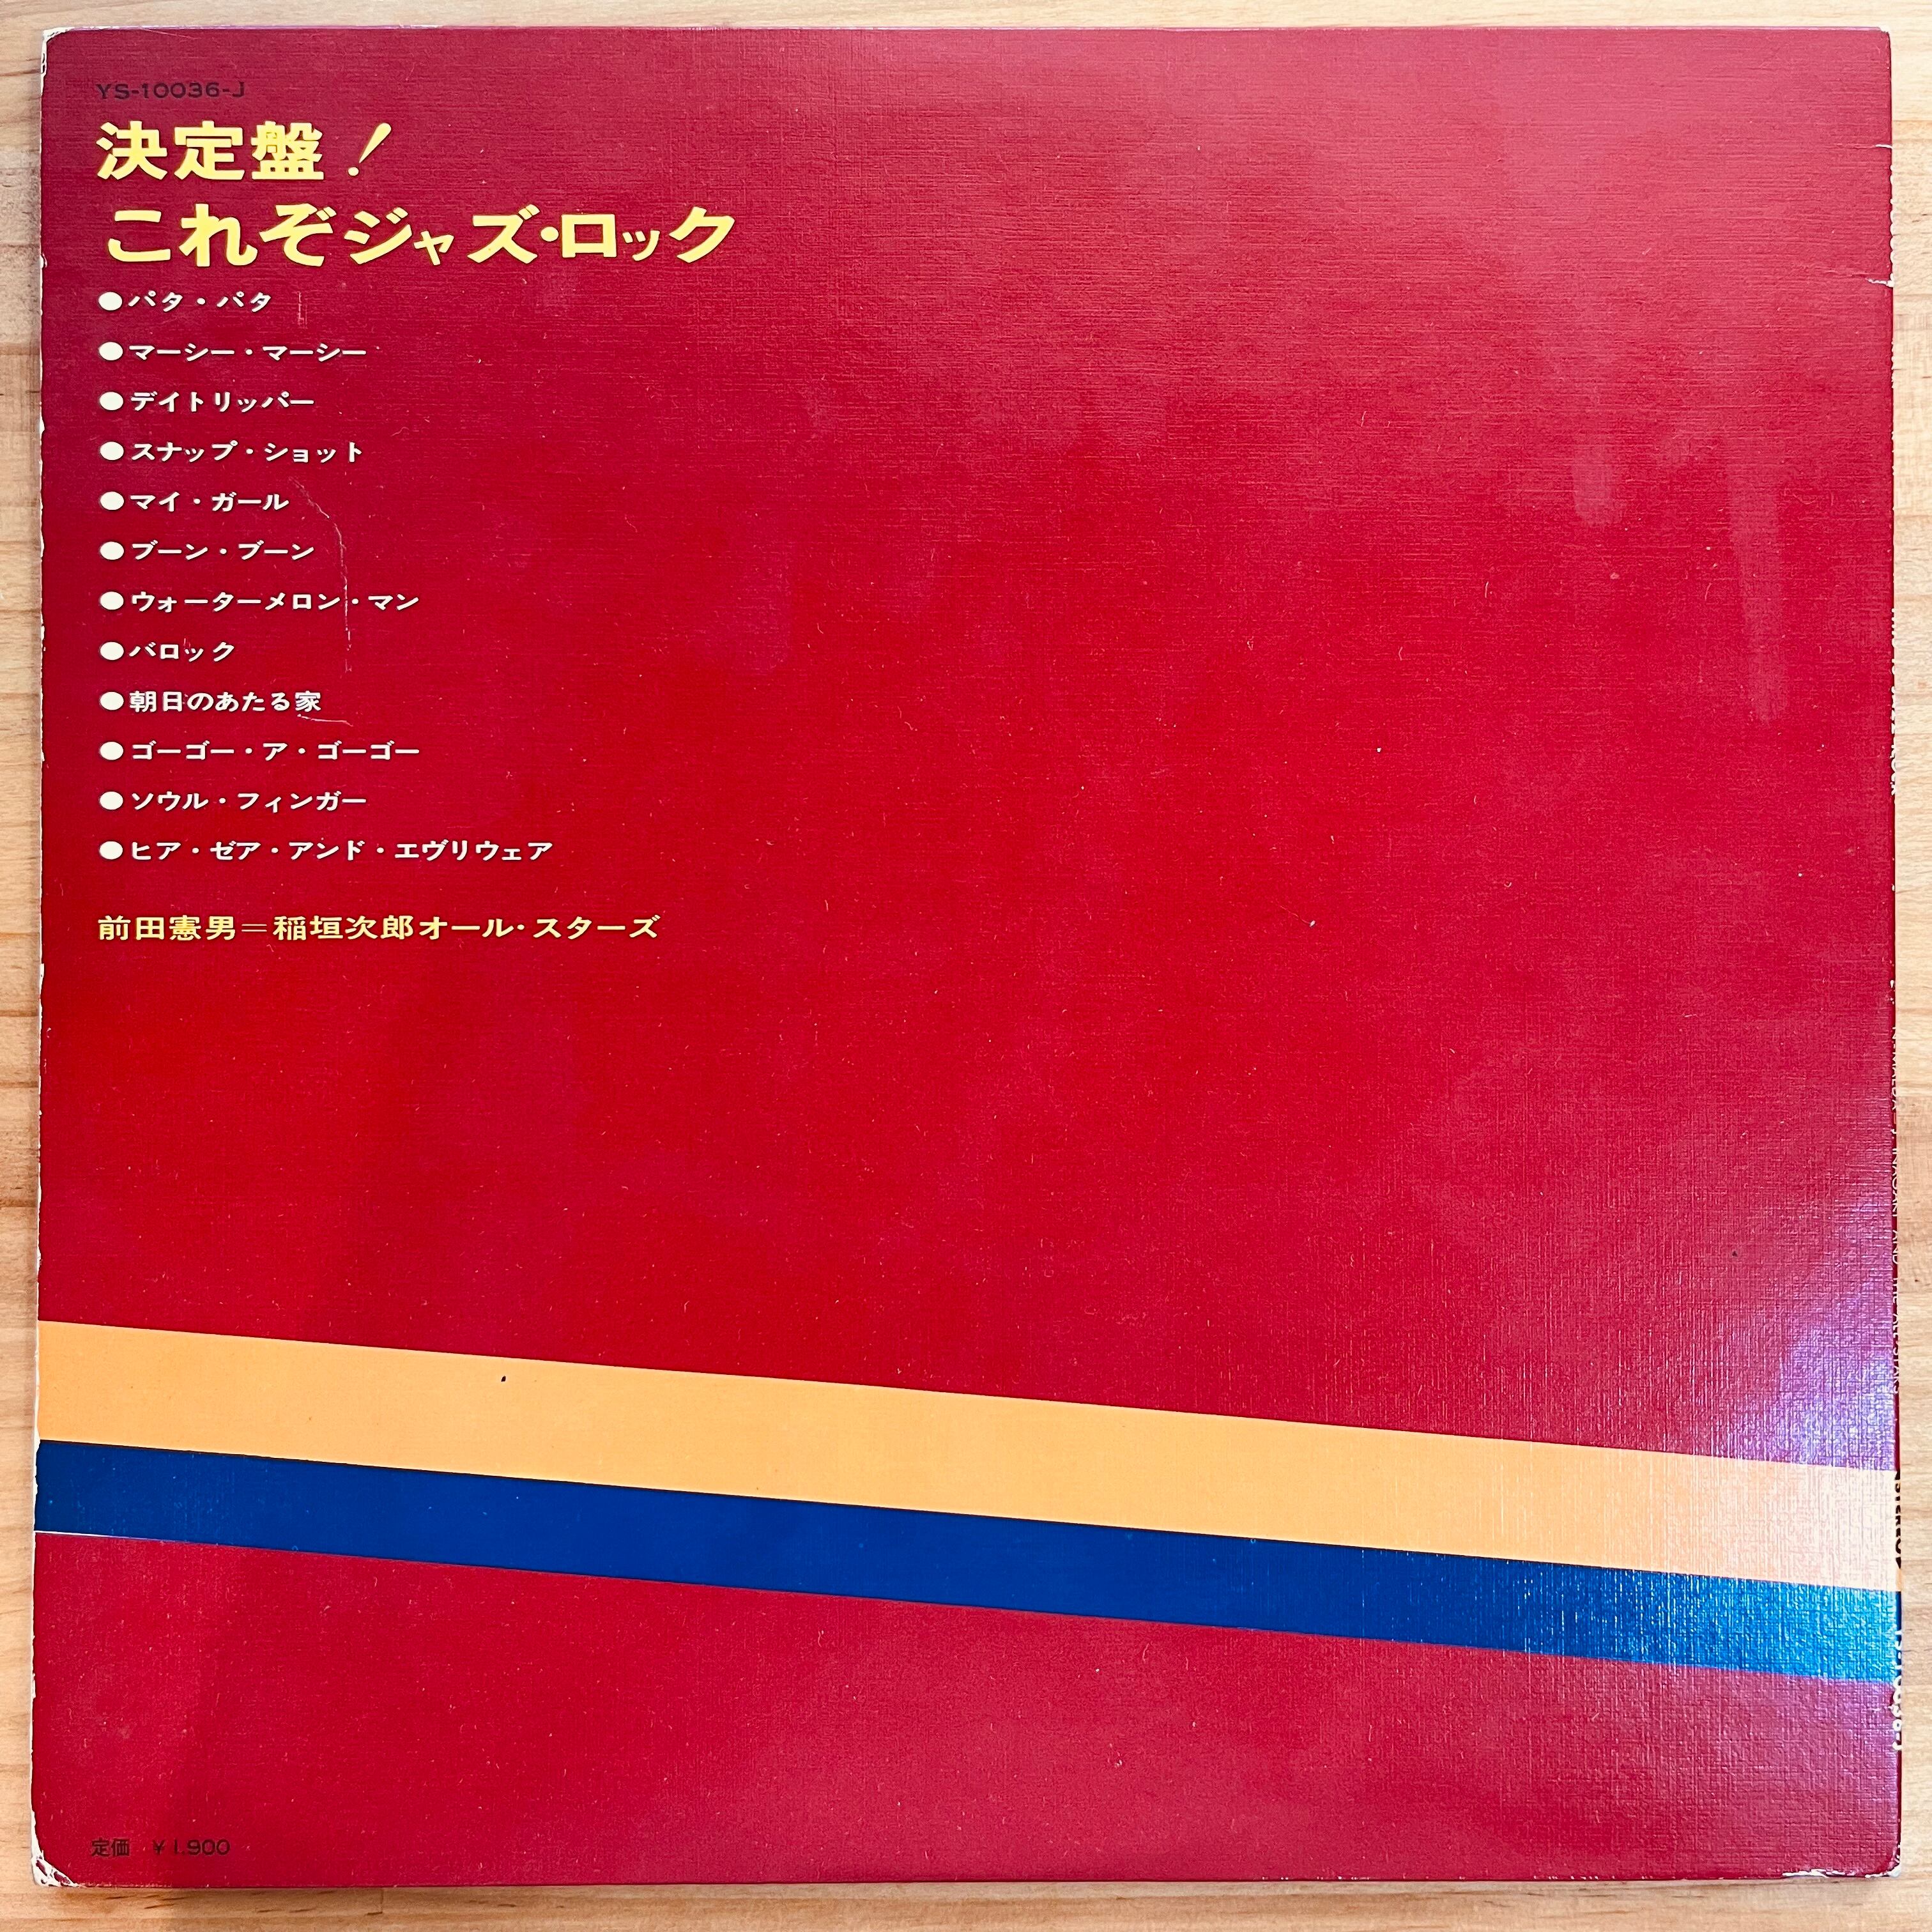 YS-10036-J
決定盤！
これぞジャズ・ロック
●パタ・パタ
●マーシー・マーシー
●デイトリッパー
●スナップ・ショット
●マイ・ガール
●ブーン・ブーン
●ウォーターメロン・マン
●バロック
●朝日のあたる家
●ゴーゴー・ア・ゴーゴー
●ソウル・フィンガー
●ヒア・ゼア・アンド・エヴリウェア
前田憲男＝稲垣次郎オール・スターズ
定価 ￥1,900